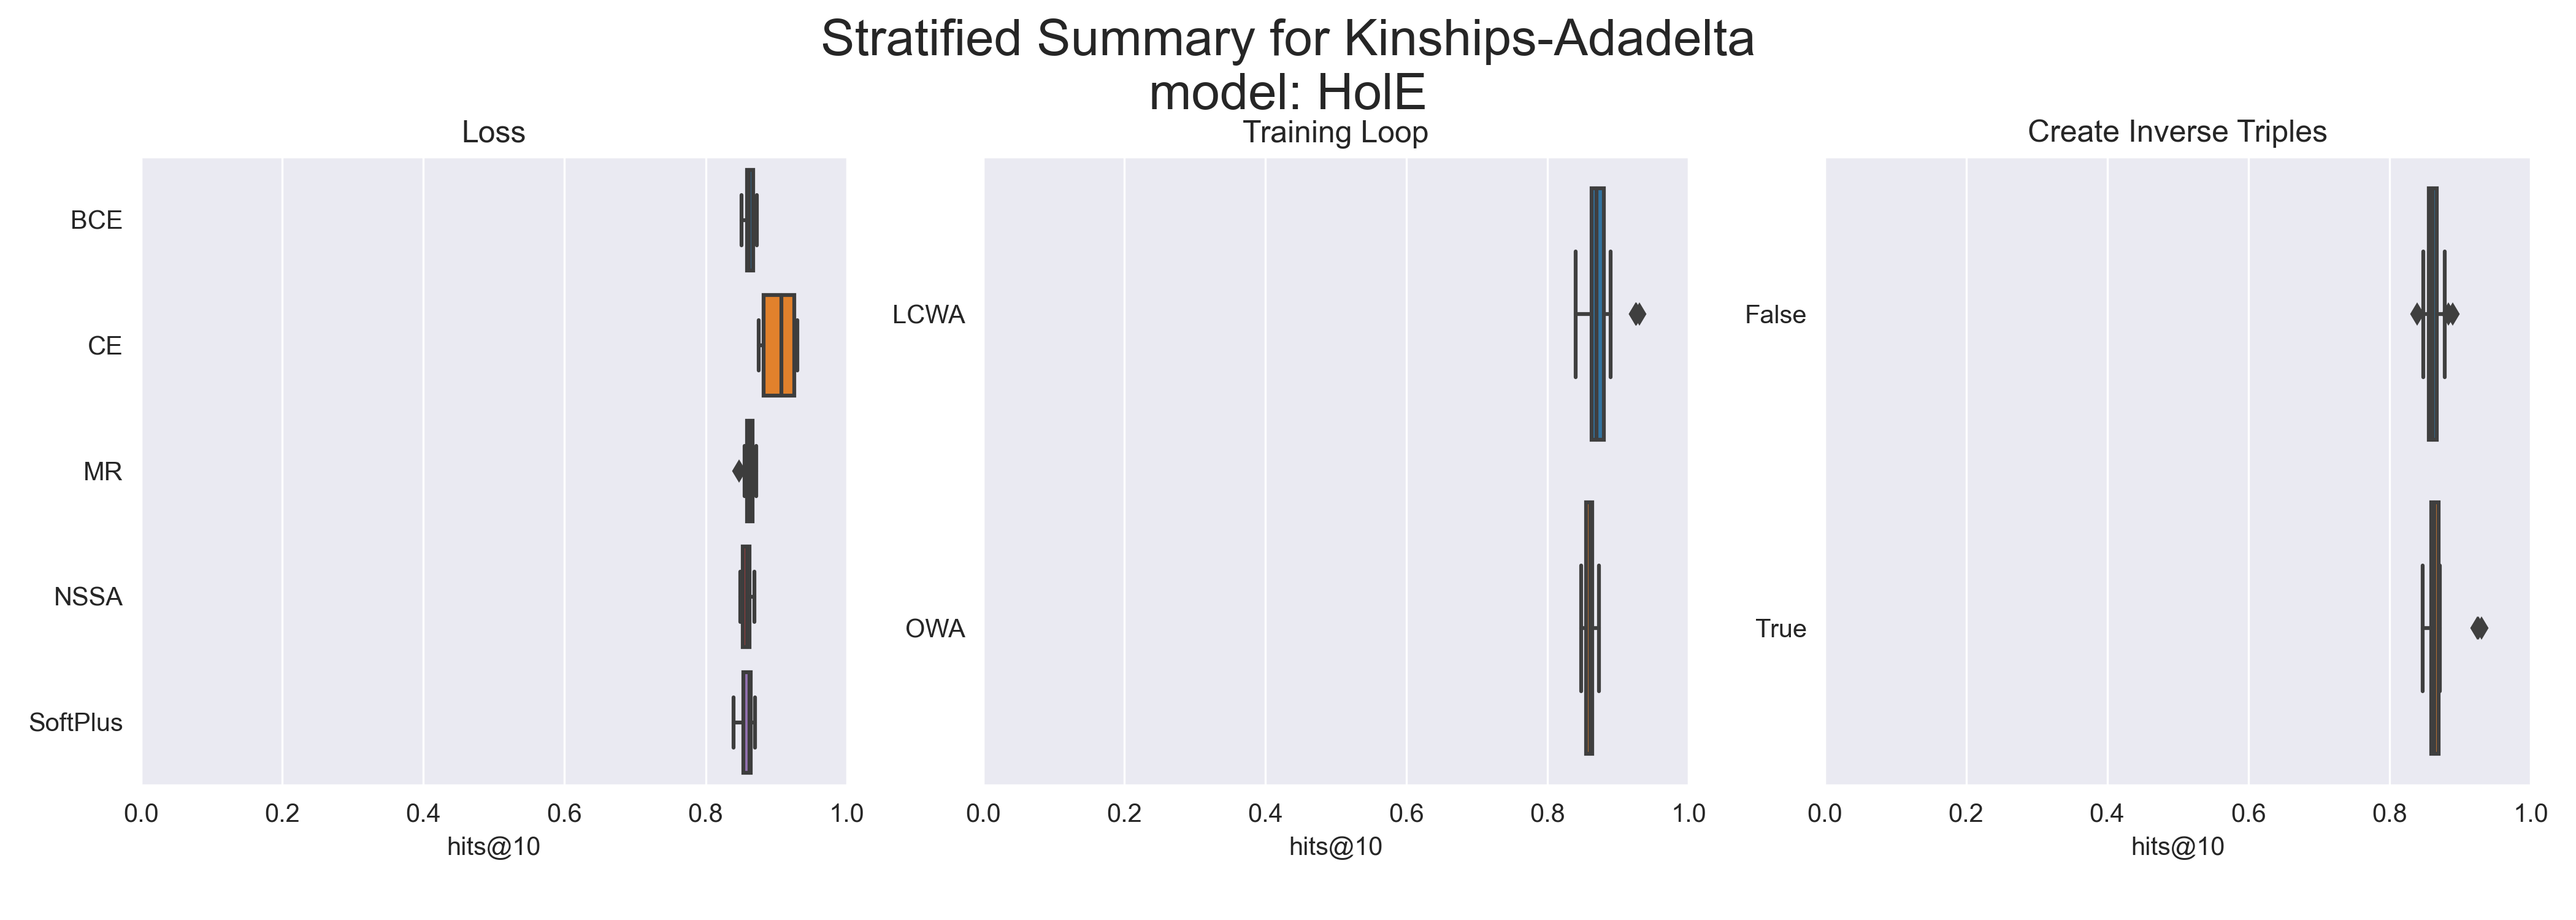 Stratified Summary for Kinships-Adadelta
model: HolE
Loss
BCE
CE
MR
NSSA
SoftPlus
0.0 0.2 0.4 0.6 0.8 1.0
hits@10
Training Loop
LCWA
OWA
0.0 0.2 0.4 0.6 0.8 1.0
hits@10
Create Inverse Triples
False
True
0.0 0.2 0.4 0.6 0.8 1.0
hits@10